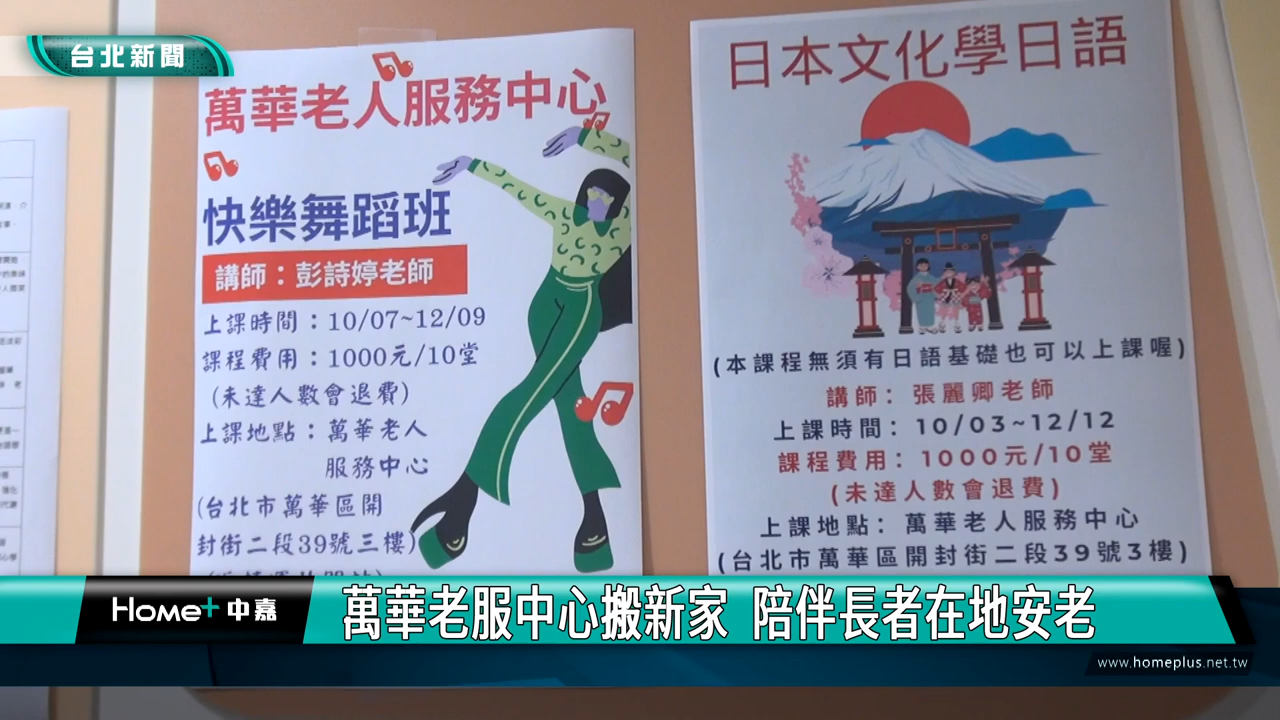 台北新聞
萬華老人服務中心
快樂舞蹈班
講師：彭詩婷老師
上課時間：10/07~12/09
課程費用：1000元/10堂
(未達人數會退費)
上課地點：萬華老人
服務中心
(台北市萬華區開
封街二段39號三樓)
日本文化學日語
(本課程無須有日語基礎也可以上課喔)
講師：張麗卿老師
上課時間：10/03~12/12
課程費用：1000元/10堂
(未達人數會退費)
上課地點：萬華老人服務中心
(台北市萬華區開封街二段39號3樓)
Home+中嘉
萬華老服中心搬新家 陪伴長者在地安老
www.homeplus.net.tw